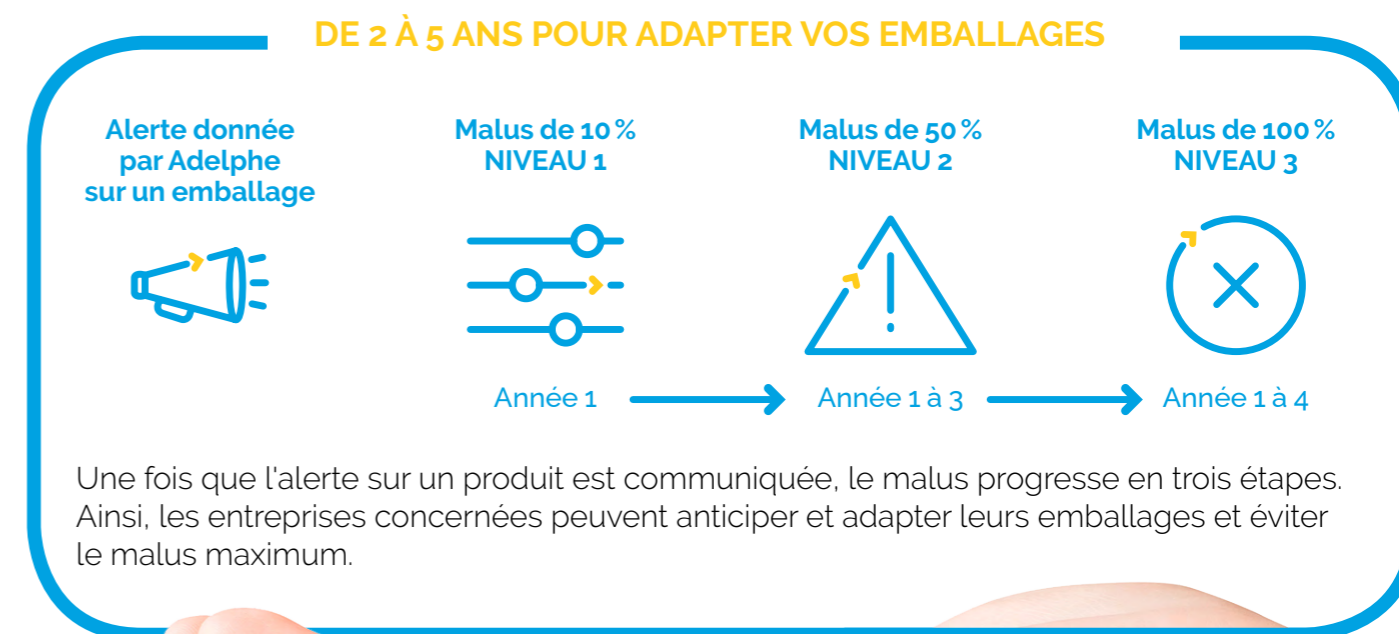 DE 2 À 5 ANS POUR ADAPTER VOS EMBALLAGES
Alerte donnée
par Adelphe
sur un emballage
Malus de 10 %
NIVEAU 1
Malus de 50 %
NIVEAU 2
Malus de 100 %
NIVEAU 3
Année 1
Année 1 à 3
Année 1 à 4
Une fois que l'alerte sur un produit est communiquée, le malus progresse en trois étapes.
Ainsi, les entreprises concernées peuvent anticiper et adapter leurs emballages et éviter
le malus maximum.